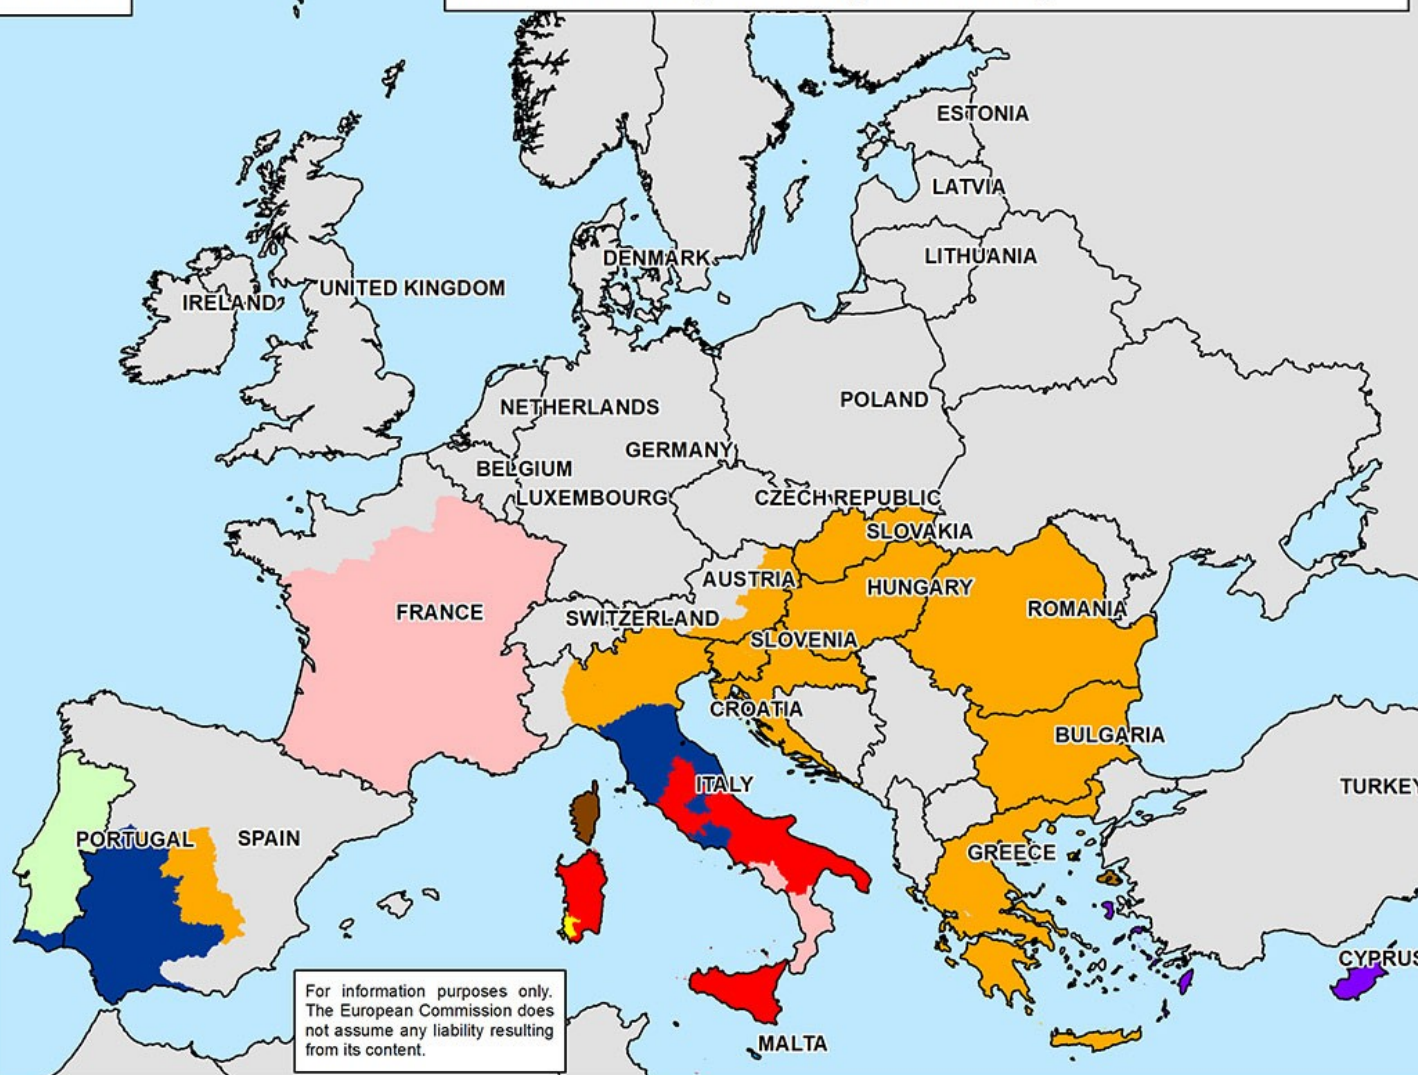 ESTONIA
LATVIA
LITHUANIA
DENMARK
UNITED KINGDOM
IRELAND
NETHERLANDS
POLAND
GERMANY
BELGIUM
LUXEMBOURG
CZECH REPUBLIC
SLOVAKIA
AUSTRIA
HUNGARY
FRANCE
SWITZERLAND
ROMANIA
SLOVENIA
CROATIA
BULGARIA
ITALY
TURKEY
PORTUGAL
SPAIN
GREECE
CYPRUS
For information purposes only.
The European Commission does
not assume any liability resulting
from its content.
MALTA